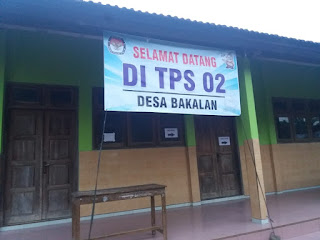 SELAMAT DATANG
DI TPS 02
DESA BAKALAN